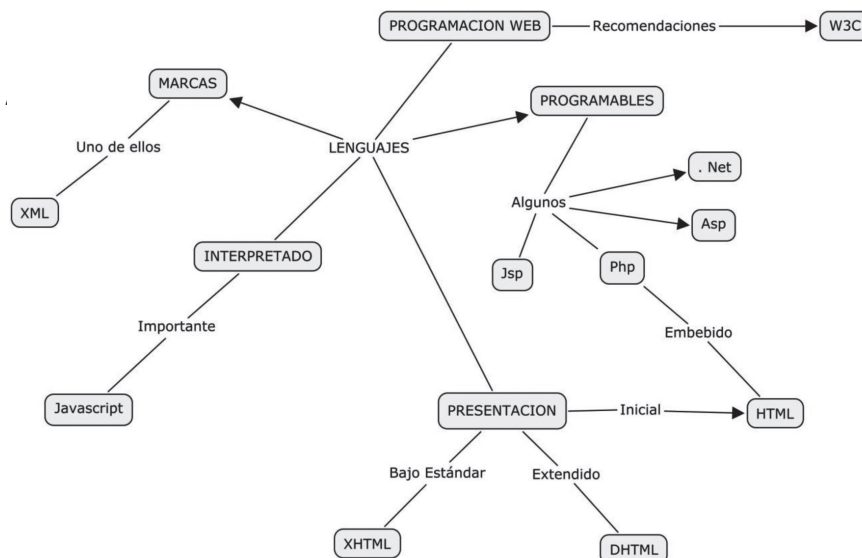 PROGRAMACION WEB
Recomendaciones
W3C
MARCAS
PROGRAMABLES
Uno de ellos
LENGUAJES
. Net
XML
Algunos
Asp
INTERPRETADO
Jsp
Php
Importante
Embebido
Javascript
PRESENTACION
Inicial
HTML
Bajo Estándar
Extendido
XHTML
DHTML